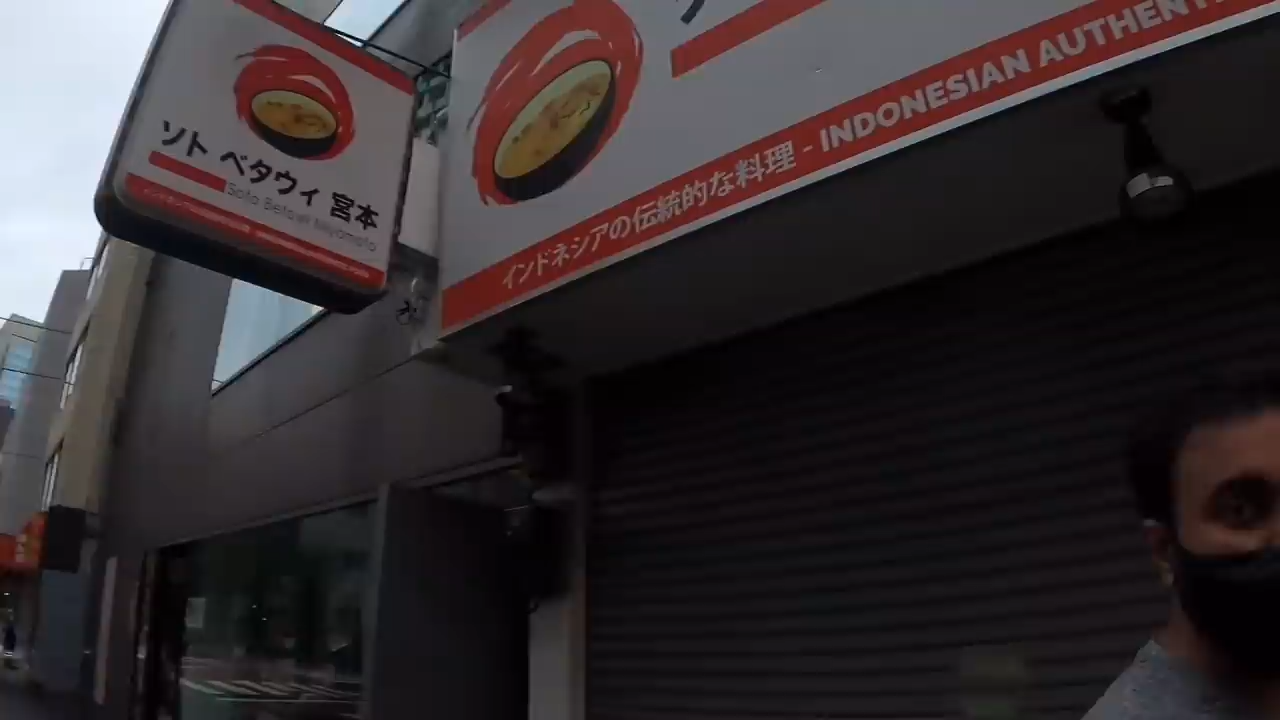 ソト ベタウィ 宮本
Soto Betawi Miyamoto
インドネシアの伝統的な料理 - INDONESIAN AUTHENT